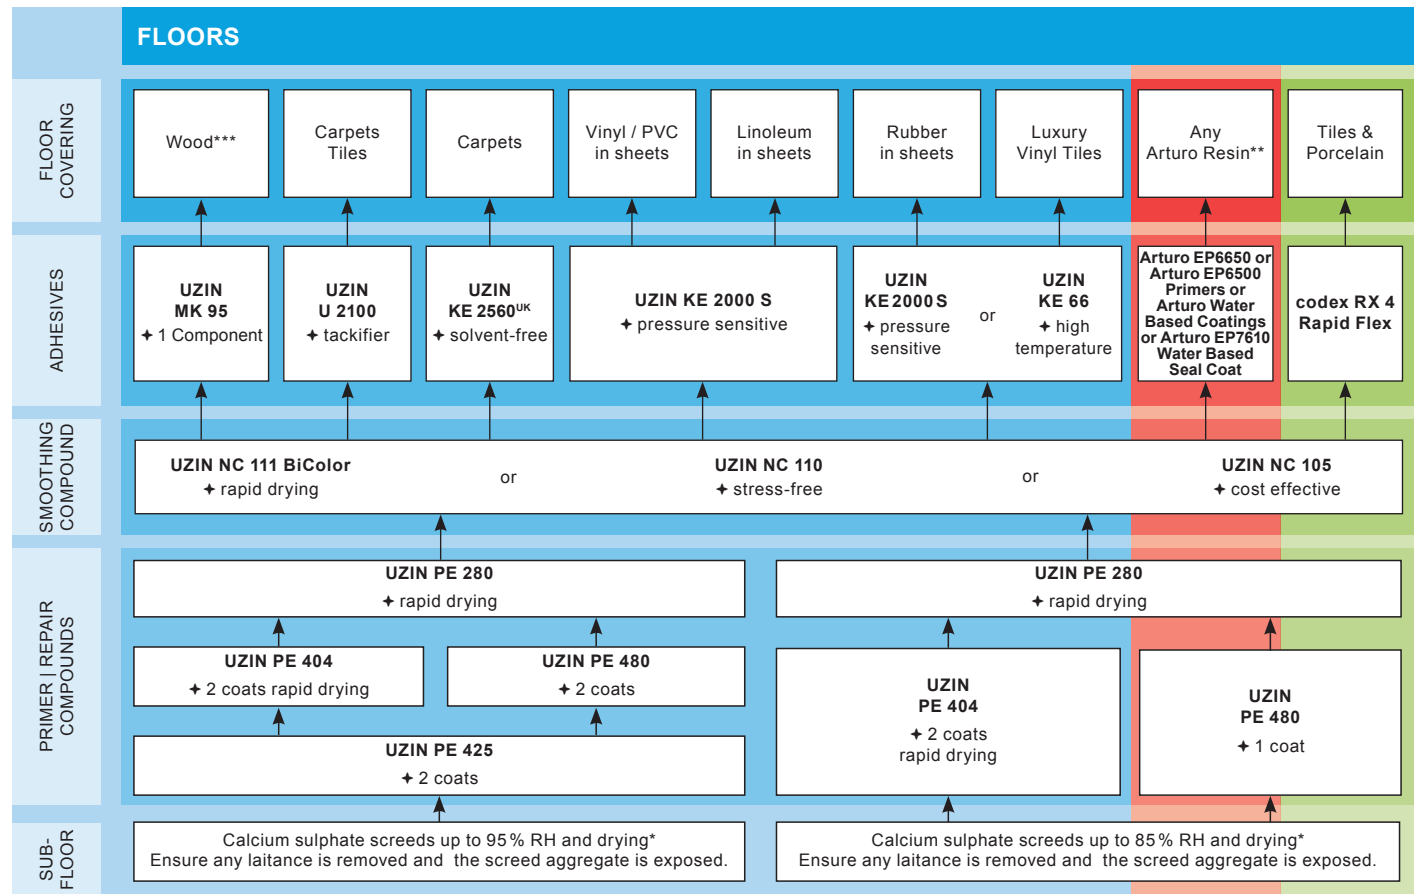 FLOORS
FLOOR
COVERING
Wood***
Carpets
Tiles
Carpets
Vinyl / PVC
in sheets
Linoleum
in sheets
Rubber
in sheets
Luxury
Vinyl Tiles
Any
Arturo Resin**
Tiles &
Porcelain
ADHESIVES
UZIN
MK 95
✦ 1 Component
UZIN
U 2100
✦ tackifier
UZIN
KE 2560UK
✦ solvent-free
UZIN KE 2000 S
✦ pressure sensitive
UZIN
KE 2000 S
✦ pressure
sensitive
or
UZIN
KE 66
✦ high
temperature
Arturo EP6650 or
Arturo EP6500
Primers or
Arturo Water
Based Coatings
or Arturo EP7610
Water Based
Seal Coat
codex RX 4
Rapid Flex
SMOOTHING
COMPOUND
UZIN NC 111 BiColor
✦ rapid drying
or
UZIN NC 110
✦ stress-free
or
UZIN NC 105
✦ cost effective
PRIMER | REPAIR
COMPOUNDS
UZIN PE 280
✦ rapid drying
UZIN PE 280
✦ rapid drying
UZIN PE 404
✦ 2 coats rapid drying
UZIN PE 480
✦ 2 coats
UZIN
PE 404
✦ 2 coats
rapid drying
UZIN
PE 480
✦ 1 coat
UZIN PE 425
✦ 2 coats
SUB-
FLOOR
Calcium sulphate screeds up to 95% RH and drying*
Ensure any laitance is removed and the screed aggregate is exposed.
Calcium sulphate screeds up to 85% RH and drying*
Ensure any laitance is removed and the screed aggregate is exposed.